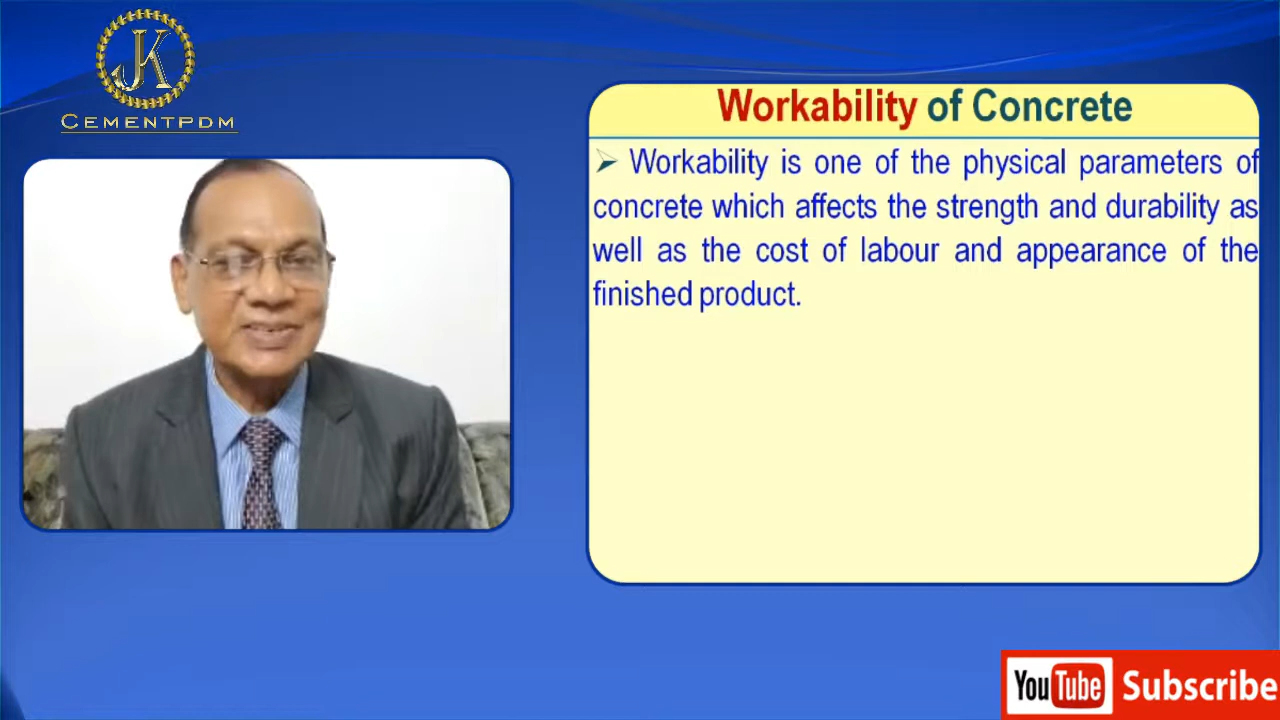 JK
CEMENTPDM
Workability of Concrete
➢ Workability is one of the physical parameters of
concrete which affects the strength and durability as
well as the cost of labour and appearance of the
finished product.
YouTube Subscribe